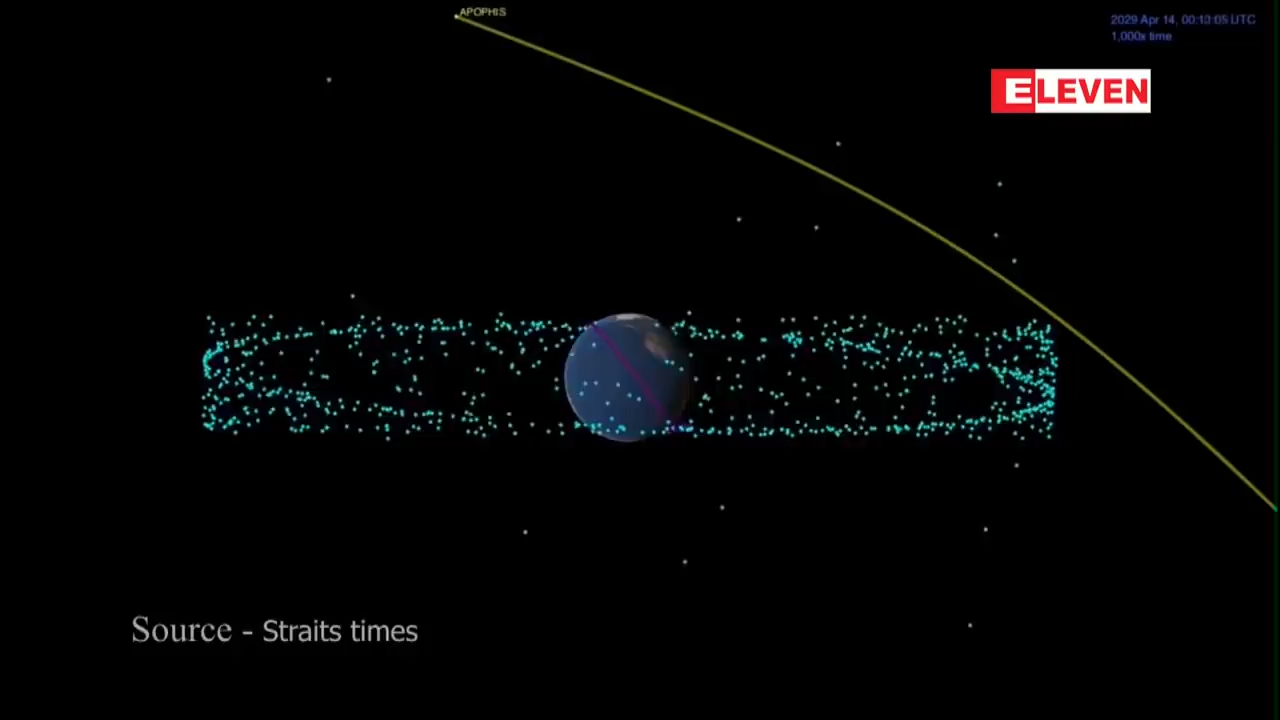 APOPHIS
2029 Apr 14, 00:13:05 UTC
1,000x time
ELEVEN
Source - Straits times